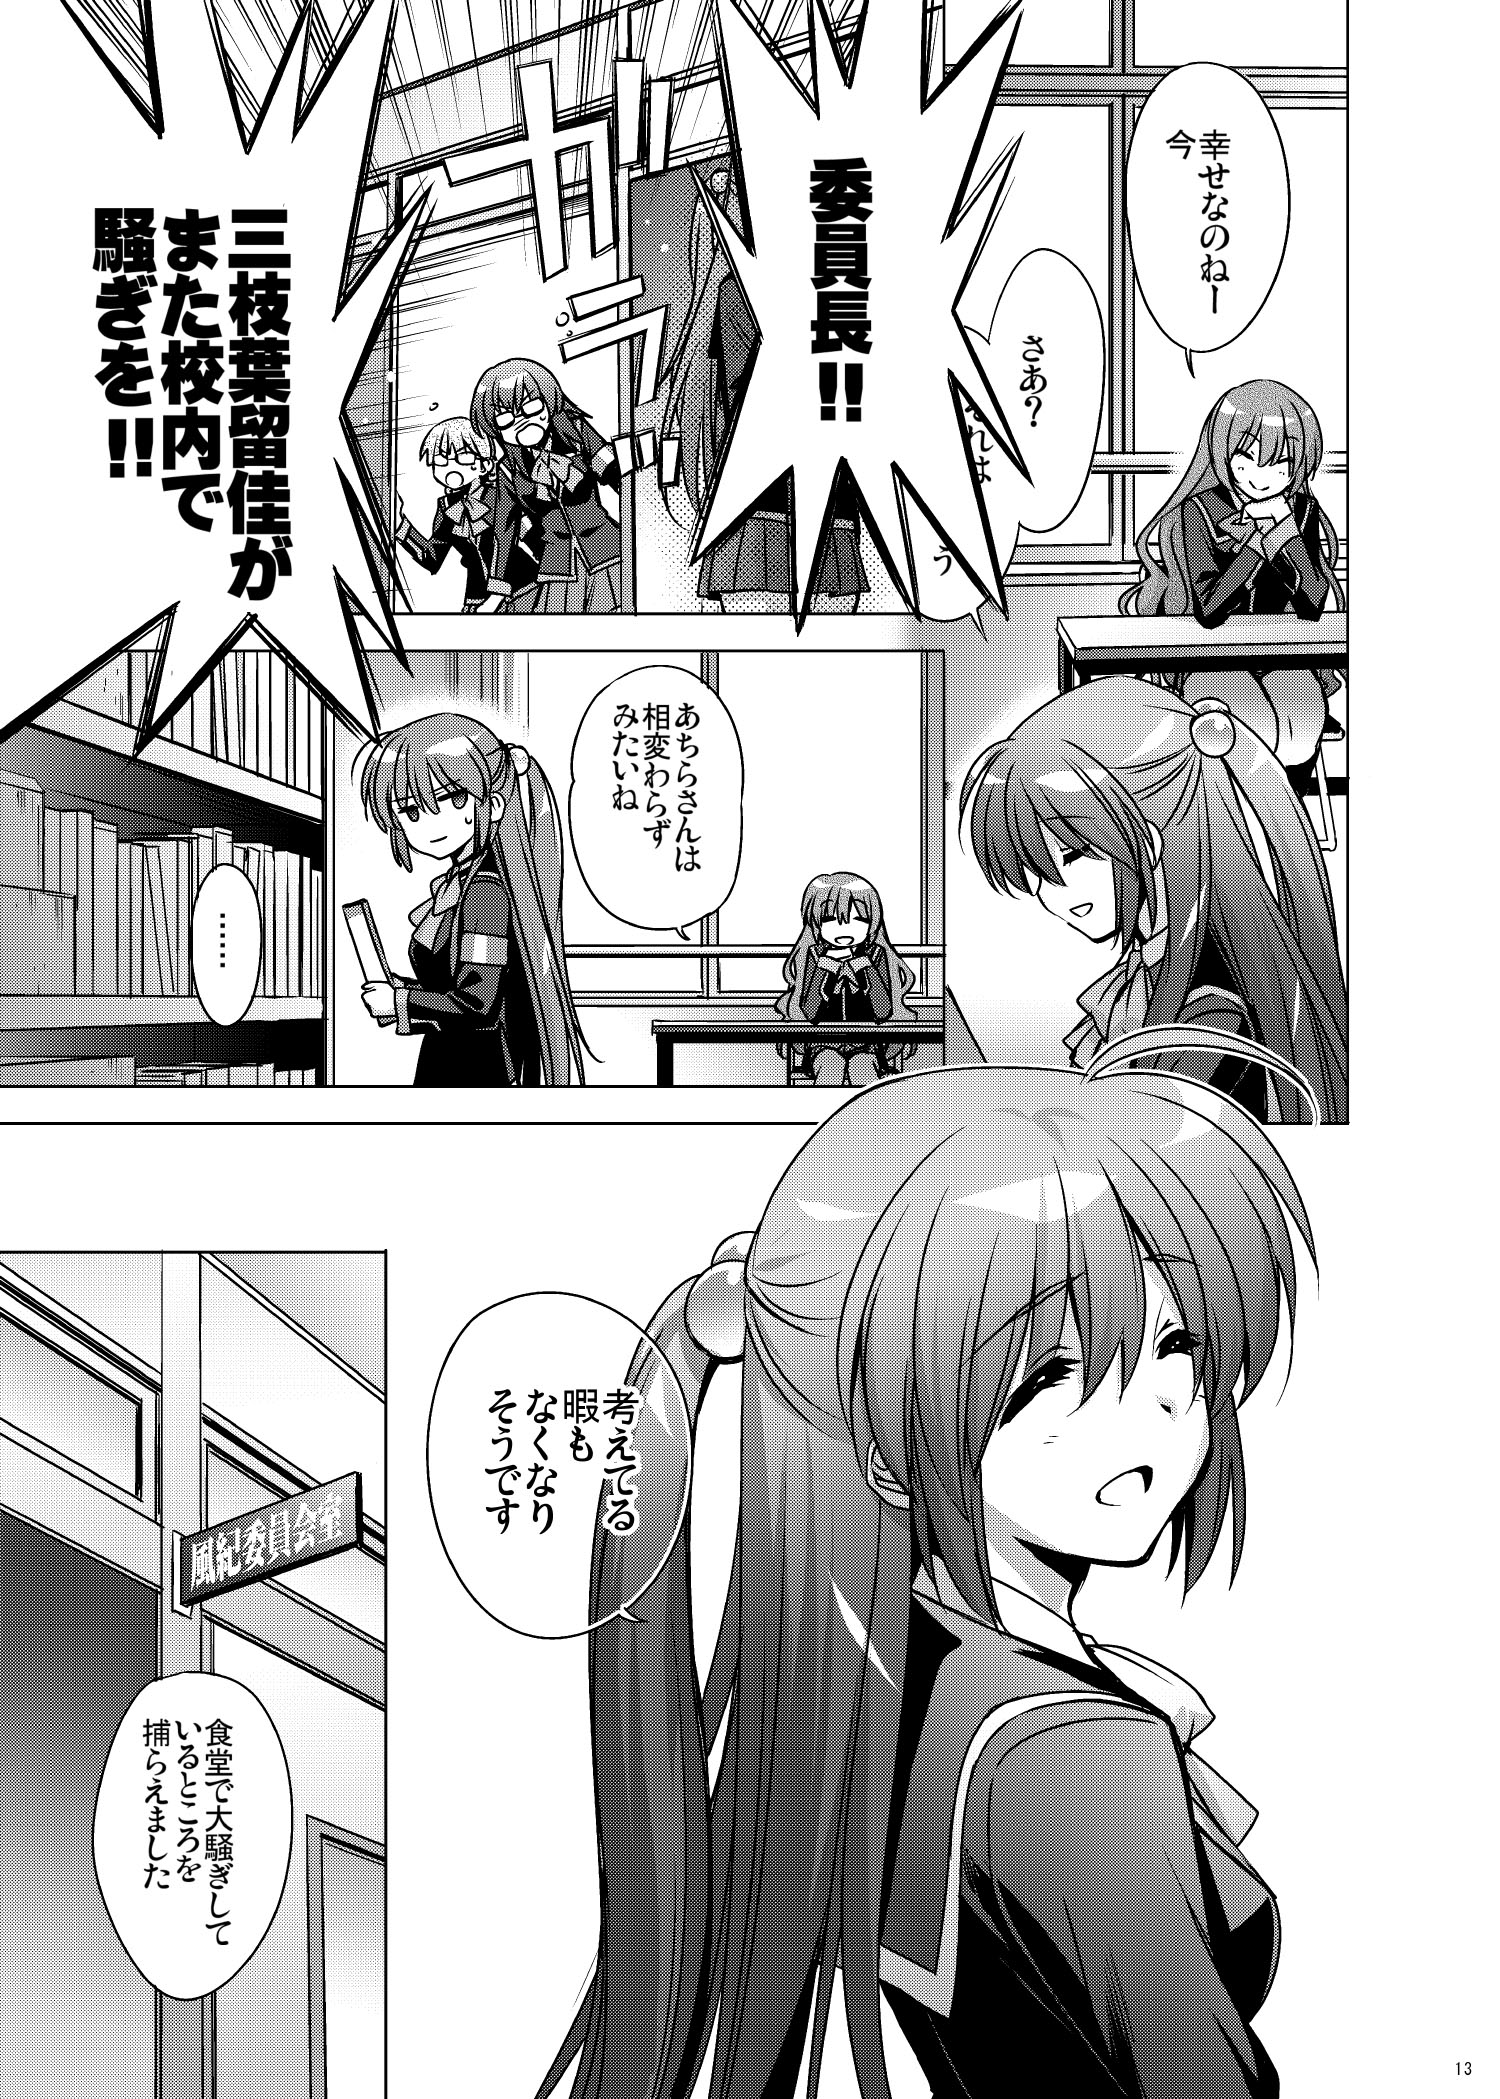 幸せなのねー
今
さあ？
れは
う
委員長!!
ガラッ
三枝葉留佳が
また校内で
騒ぎを!!
あちらさんは
相変わらず
みたいね
……
考えてる
暇も
なくなり
そうです
風紀委員会室
食堂で大騒ぎして
いるところを
捕らえました
13